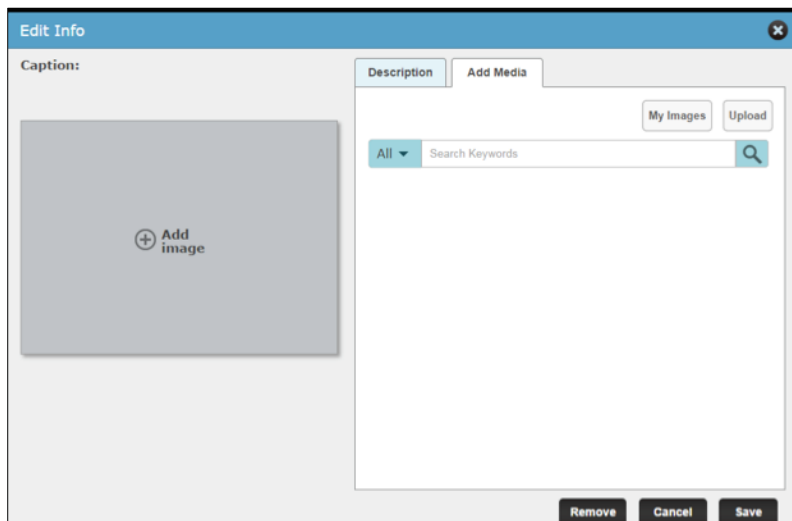 Edit Info
Caption:
Description
Add Media
My Images
Upload
All
Search Keywords
Add
image
Remove
Cancel
Save